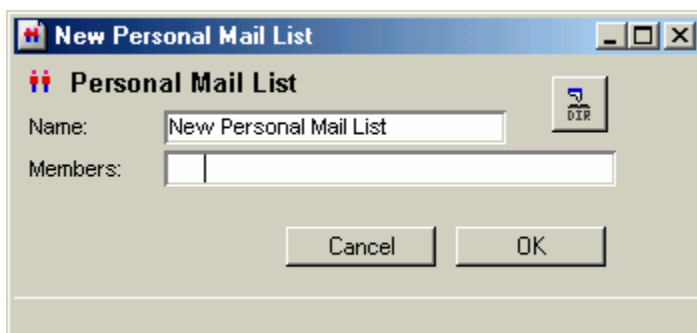 New Personal Mail List
Personal Mail List
DIR
Name: New Personal Mail List
Members:
Cancel OK